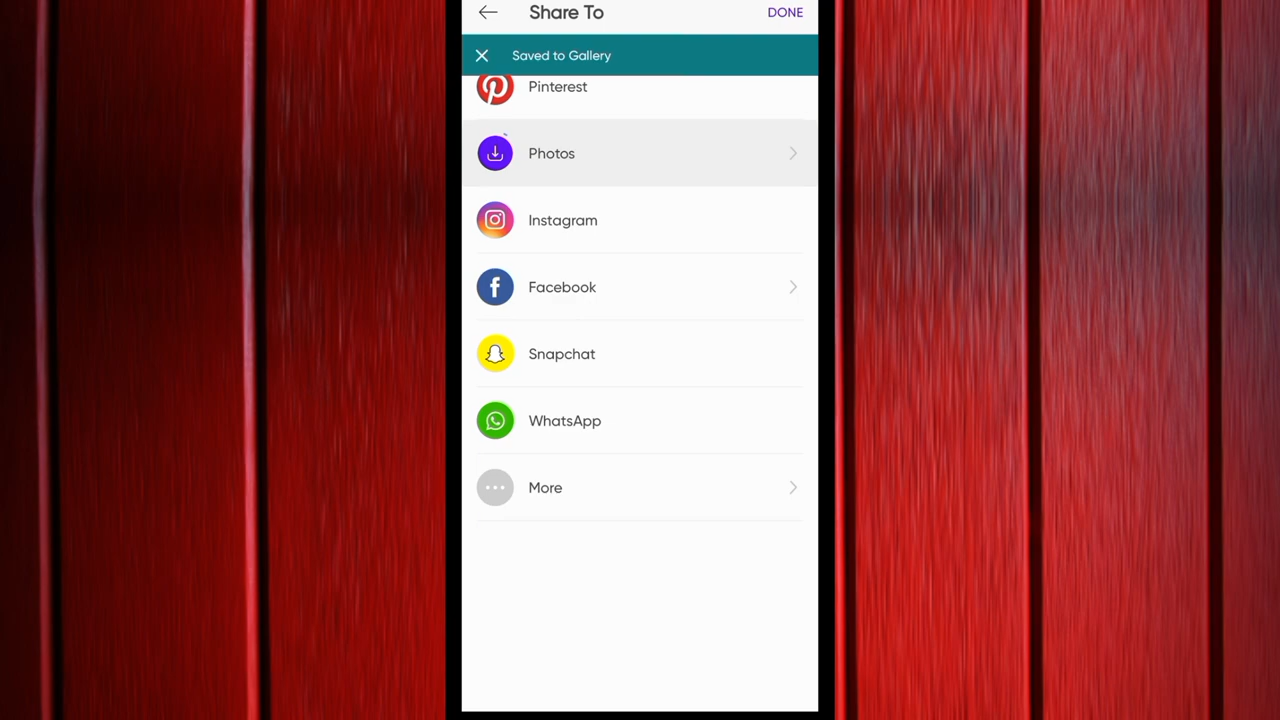 Share To
DONE
Saved to Gallery
Pinterest
Photos
Instagram
Facebook
Snapchat
WhatsApp
More